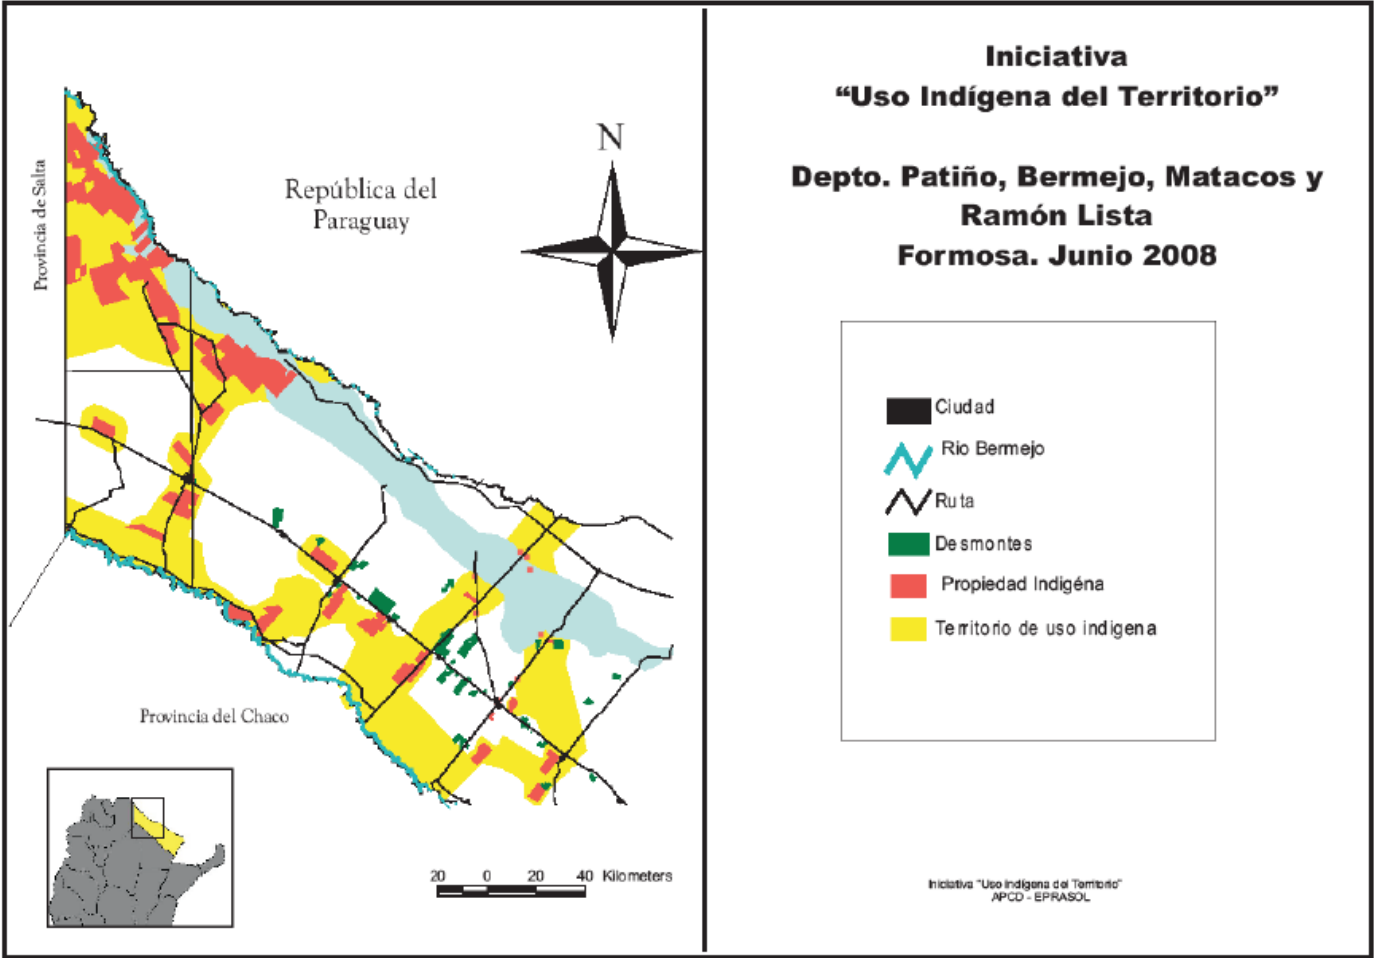 Provincia de Salta
República del
Paraguay
N
Provincia del Chaco
20 0 20 40 Kilometers
Iniciativa
“Uso Indígena del Territorio”
Depto. Patiño, Bermejo, Matacos y
Ramón Lista
Formosa. Junio 2008
Ciudad
Rio Bermejo
Ruta
Desmontes
Propiedad Indigéna
Territorio de uso indigena
Iniciativa "Uso Indígena del Territorio"
APCD - EPRASOL